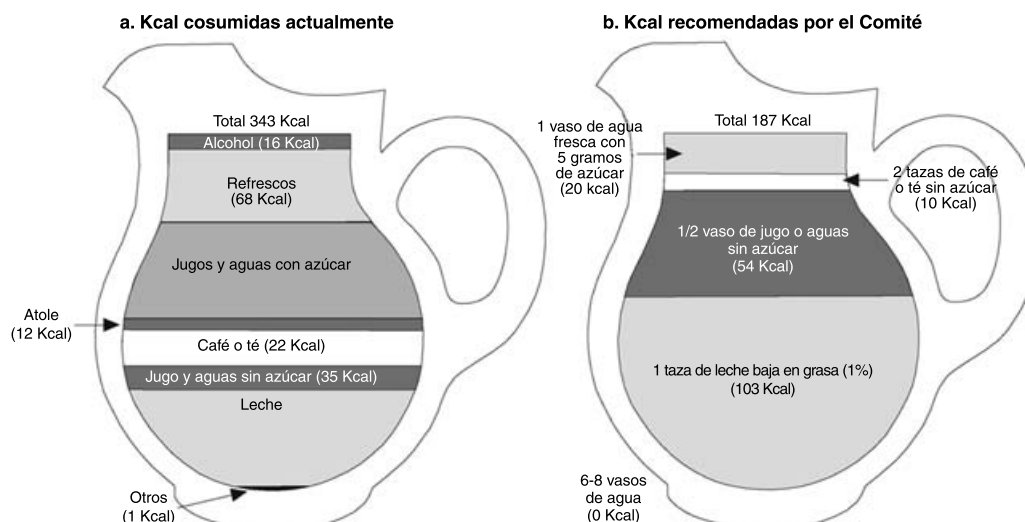 a. Kcal cosumidas actualmente
Total 343 Kcal
Alcohol (16 Kcal)
Refrescos
(68 Kcal)
Jugos y aguas con azúcar
Atole
(12 Kcal)
Café o té (22 Kcal)
Jugo y aguas sin azúcar (35 Kcal)
Leche
Otros
(1 Kcal)
b. Kcal recomendadas por el Comité
Total 187 Kcal
1 vaso de agua
fresca con
5 gramos
de azúcar
(20 kcal)
2 tazas de café
o té sin azúcar
(10 Kcal)
1/2 vaso de jugo o aguas
sin azúcar
(54 Kcal)
1 taza de leche baja en grasa (1%)
(103 Kcal)
6-8 vasos
de agua
(0 Kcal)